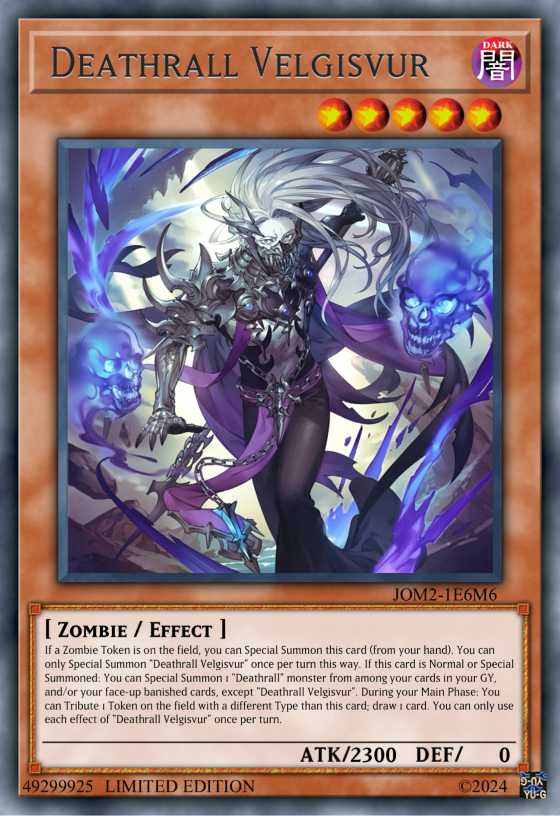 Deathrall Velgisvur
DARK
闇
JOM2-1E6M6
[ Zombie / Effect ]
If a Zombie Token is on the field, you can Special Summon this card (from your hand). You can
only Special Summon "Deathrall Velgisvur" once per turn this way. If this card is Normal or Special
Summoned: You can Special Summon 1 "Deathrall" monster from among your cards in your GY,
and/or your face-up banished cards, except "Deathrall Velgisvur". During your Main Phase: You
can Tribute 1 Token on the field with a different Type than this card; draw 1 card. You can only use
each effect of "Deathrall Velgisvur" once per turn.
ATK/2300 DEF/ 0
49299925 LIMITED EDITION ©2024
YU-G